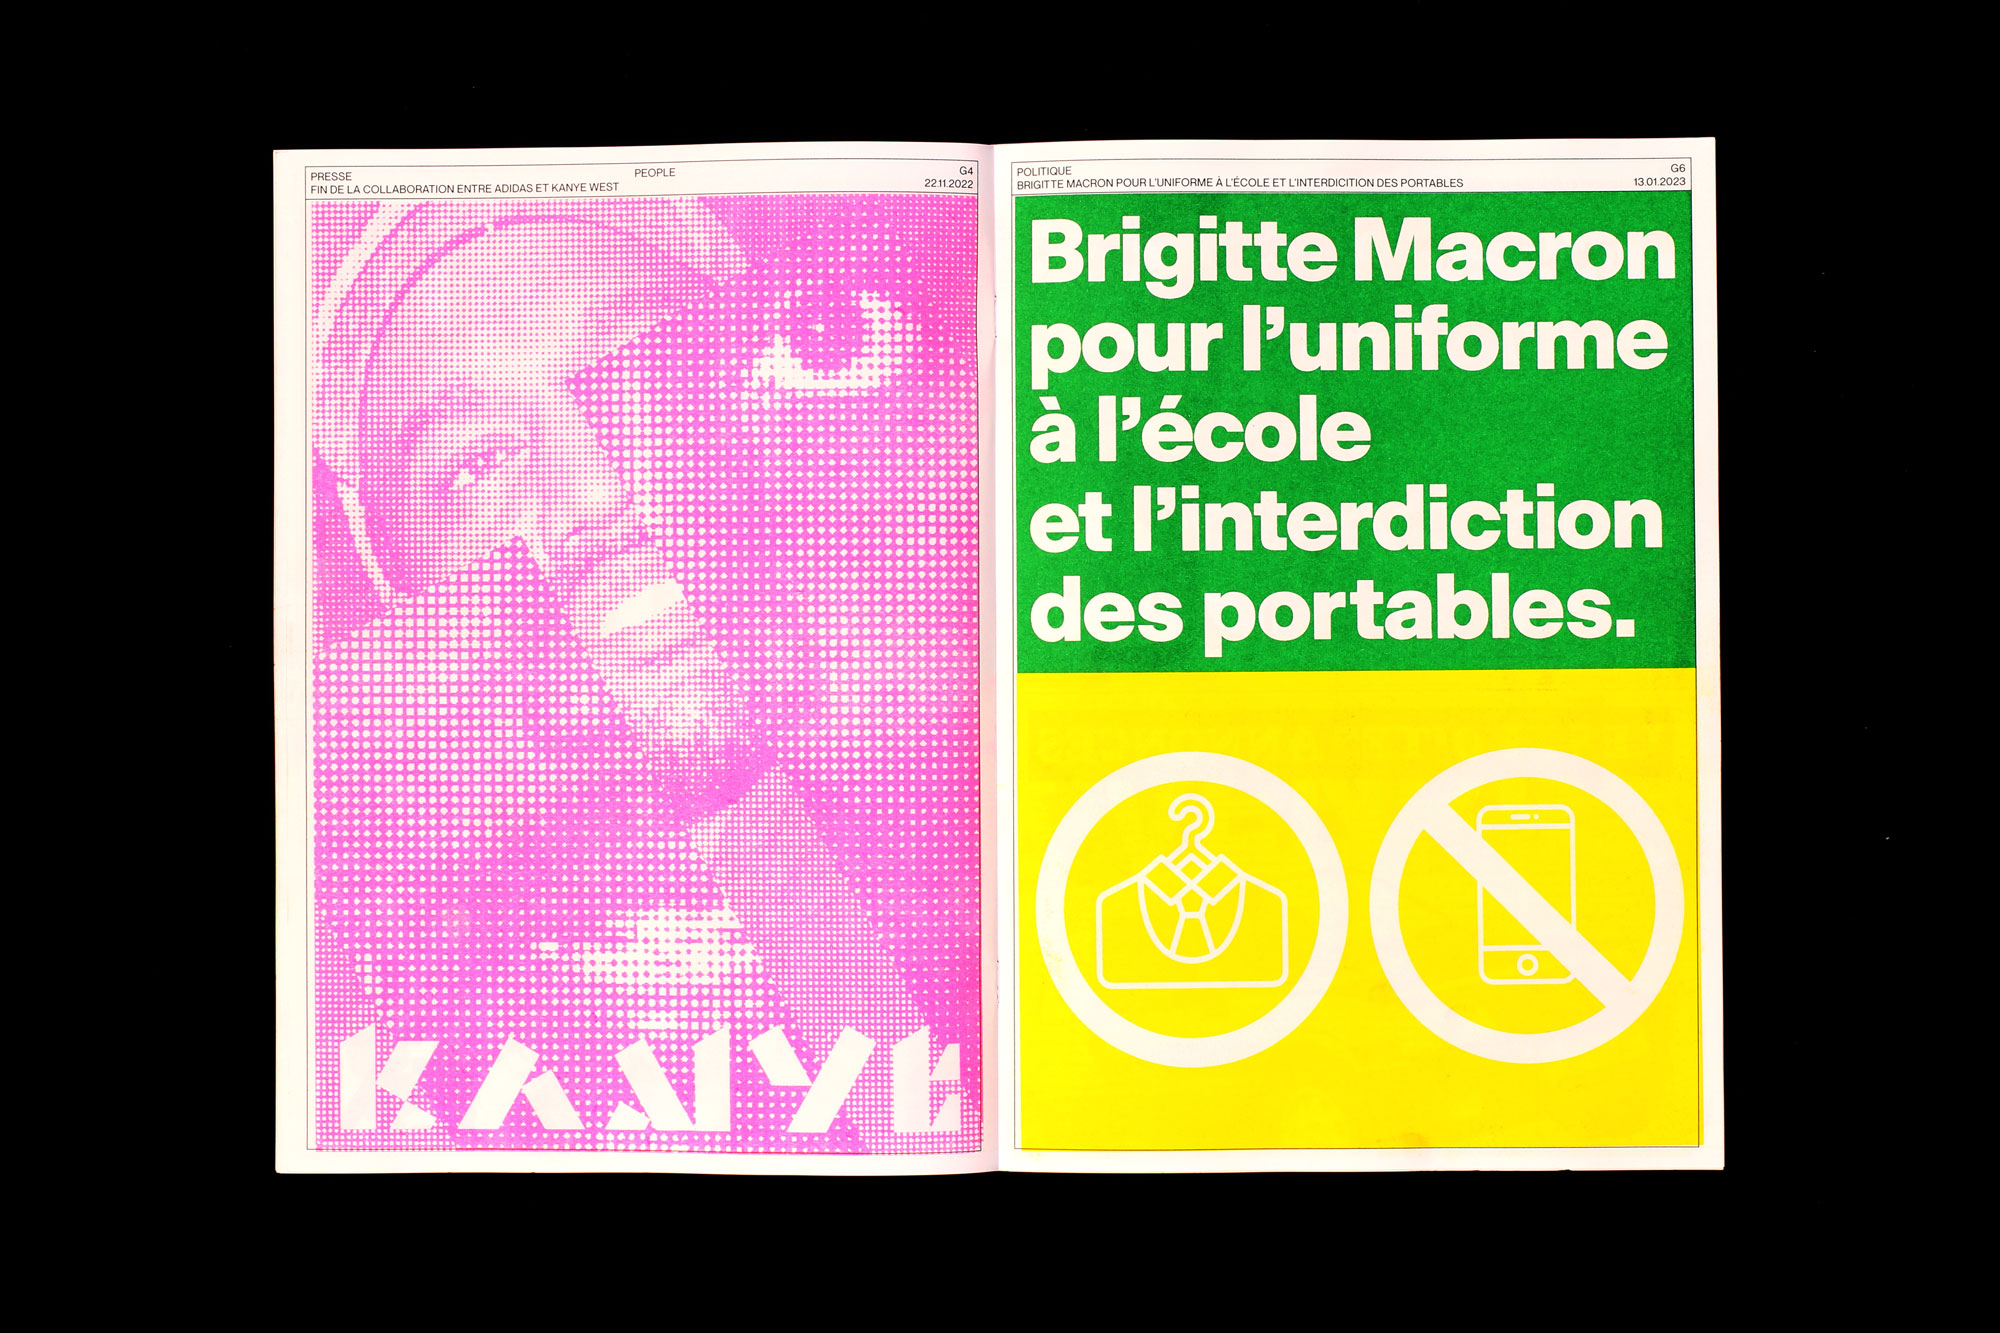 PRESSE
PEOPLE
G4
FIN DE LA COLLABORATION ENTRE ADIDAS ET KANYE WEST
22.11.2022
KANYE
POLITIQUE
G6
BRIGITTE MACRON POUR L'UNIFORME À L'ÉCOLE ET L'INTERDICITION DES PORTABLES
13.01.2023
Brigitte Macron
pour l’uniforme
à l’école
et l’interdiction
des portables.